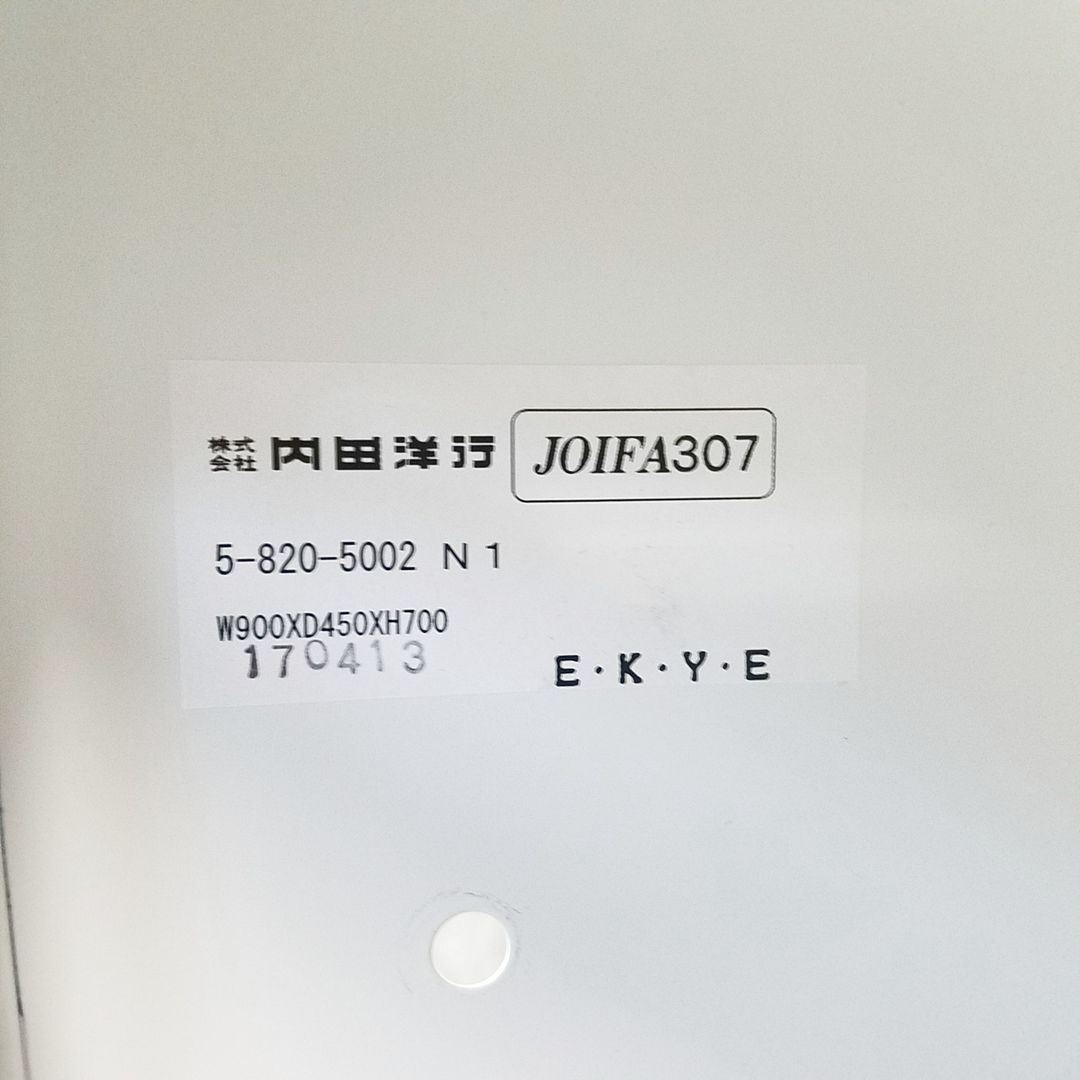 株式会社 内田洋行 JOIFA307
5-820-5002 N 1
W900XD450XH700
170413 E・K・Y・E